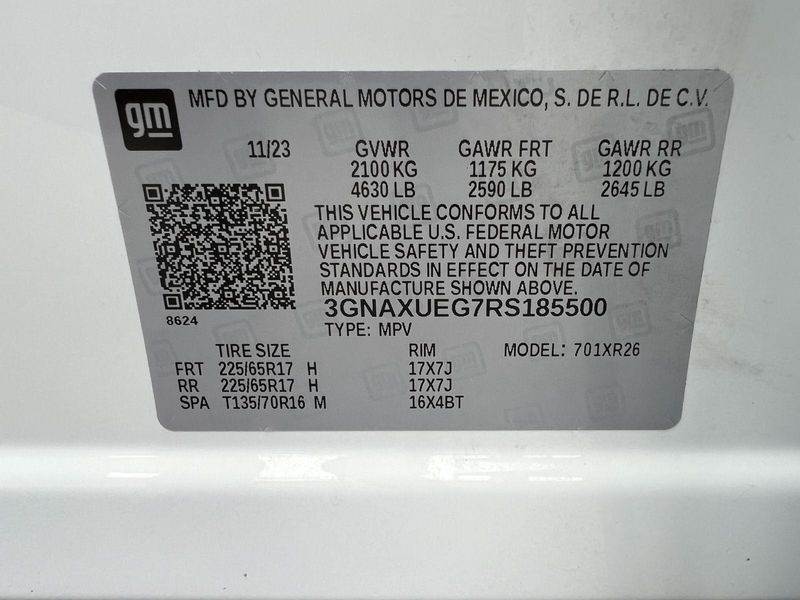 gm
MFD BY GENERAL MOTORS DE MEXICO, S. DE R.L. DE C.V.
11/23 GVWR GAWR FRT GAWR RR
2100 KG 1175 KG 1200 KG
4630 LB 2590 LB 2645 LB
THIS VEHICLE CONFORMS TO ALL
APPLICABLE U.S. FEDERAL MOTOR
VEHICLE SAFETY AND THEFT PREVENTION
STANDARDS IN EFFECT ON THE DATE OF
MANUFACTURE SHOWN ABOVE.
3GNAXUEG7RS185500
8624
TYPE: MPV
TIRE SIZE RIM MODEL: 701XR26
FRT 225/65R17 H 17X7J
RR 225/65R17 H 17X7J
SPA T135/70R16 M 16X4BT